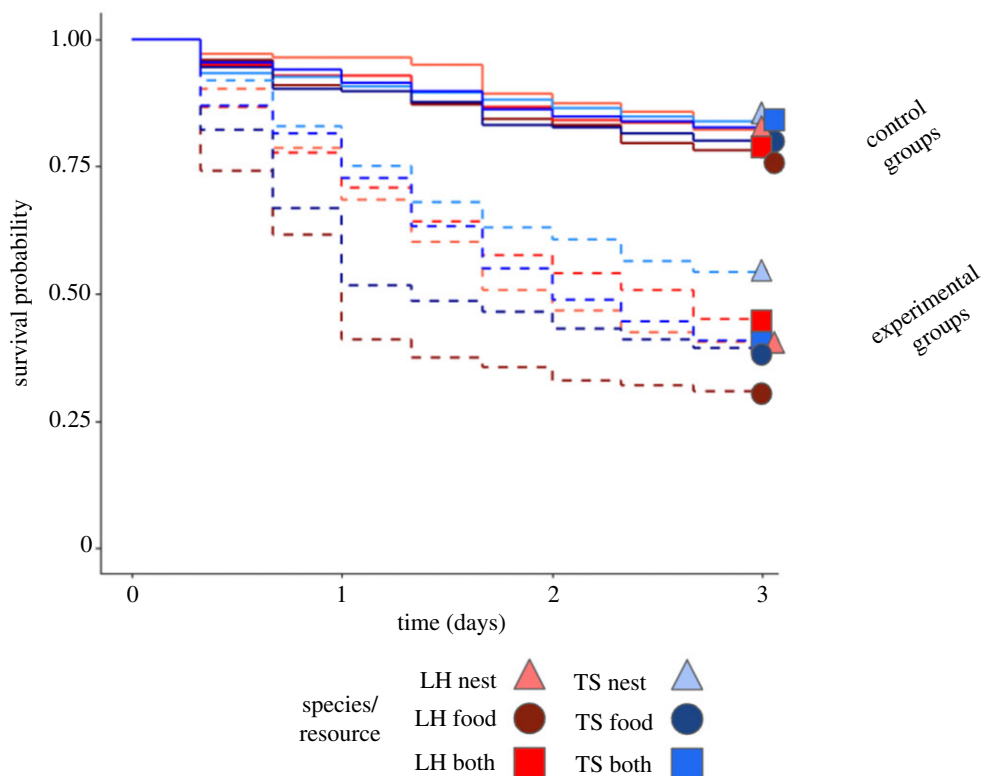 1.00
0.75
0.50
0.25
0
survival probability
0 1 2 3
time (days)
control
groups
experimental
groups
species/
resource
LH nest TS nest
LH food TS food
LH both TS both